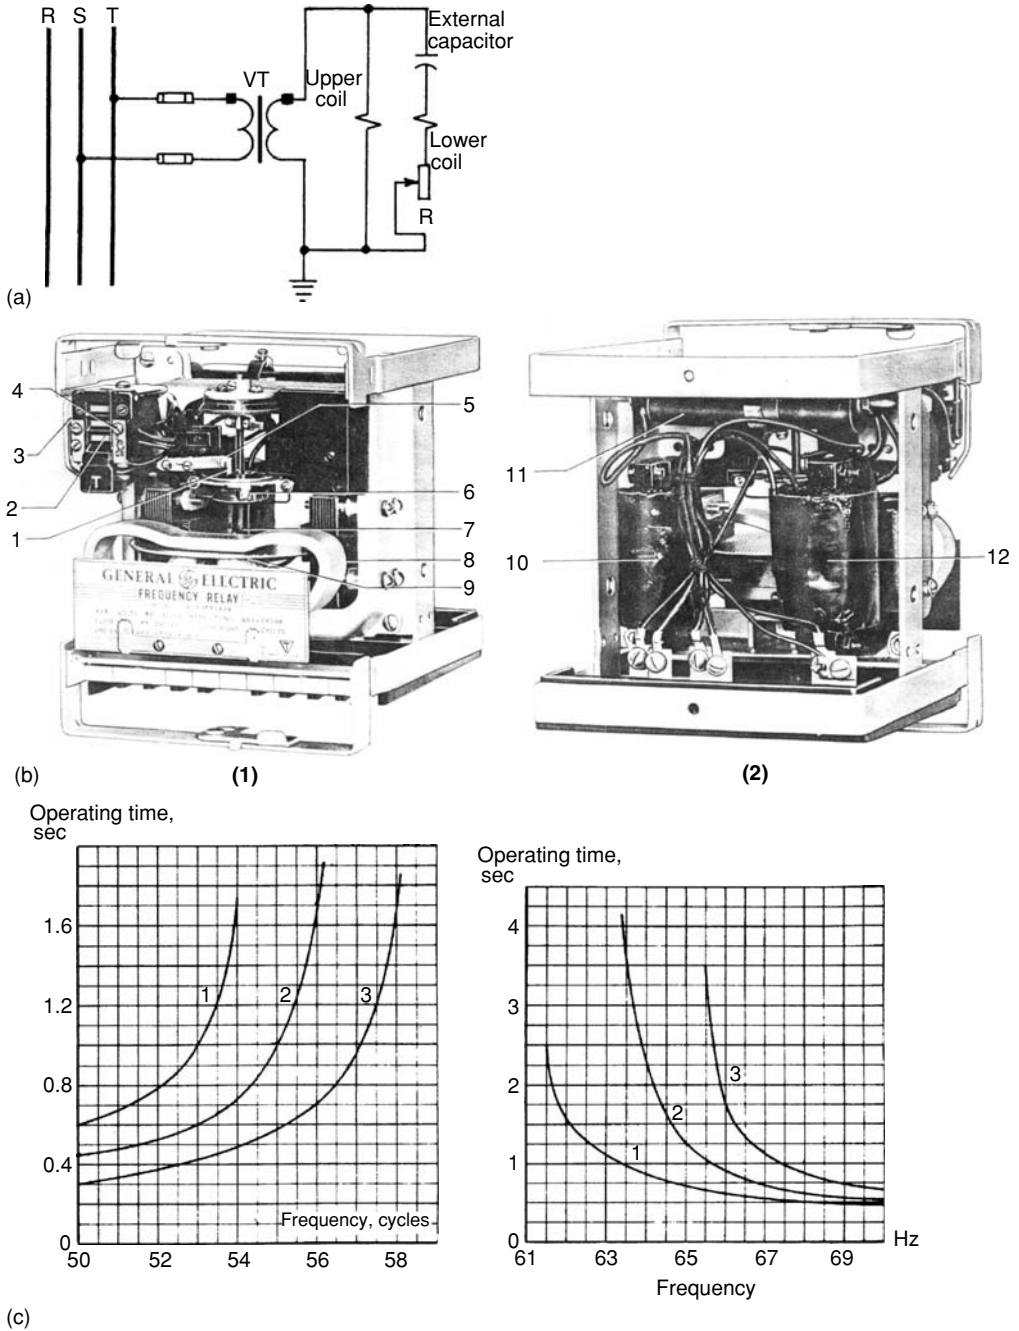 R S T
External
capacitor
VT
Upper
coil
Lower
coil
R
(a)
4
3
2
1
5
6
7
8
9
GENERAL GE ELECTRIC
FREQUENCY RELAY
11
10
12
(b)
(1)
(2)
Operating time,
sec
1.6
1.2
0.8
0.4
0
1
2
3
Frequency, cycles
50 52 54 56 58
Operating time,
sec
4
3
2
1
0
3
2
1
61 63 65 67 69
Hz
Frequency
(c)